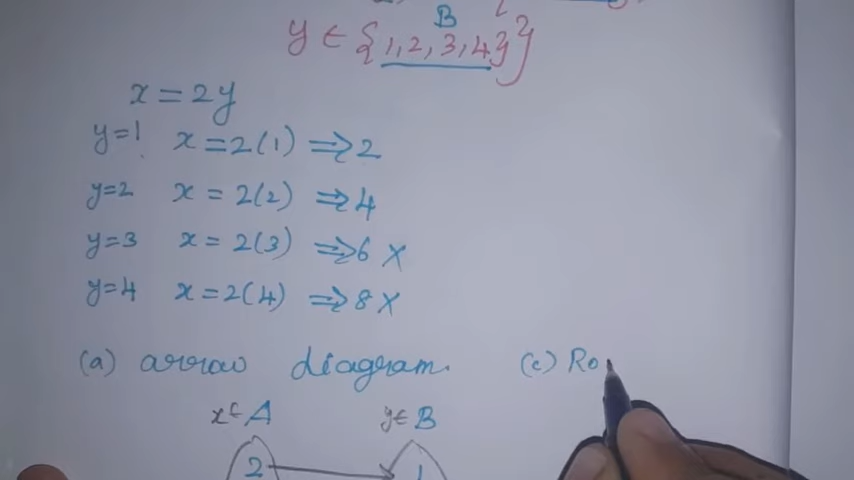 B
y ∈ {1,2,3,4}}
x = 2y
y=1 x = 2(1) ⇒ 2
y=2 x = 2(2) ⇒ 4
y=3 x = 2(3) ⇒ 6 X
y=4 x = 2(4) ⇒ 8 X
(a) arrow diagram. (c) Ro
x∈A y∈B
2 1